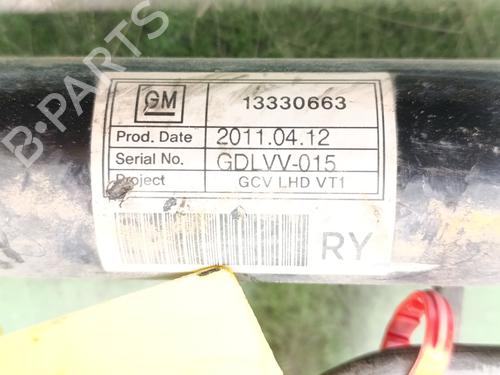 B-PARTS
GM 13330663
Prod. Date 2011.04.12
Serial No. GDLVV-015
Project GCV LHD VT1
RY